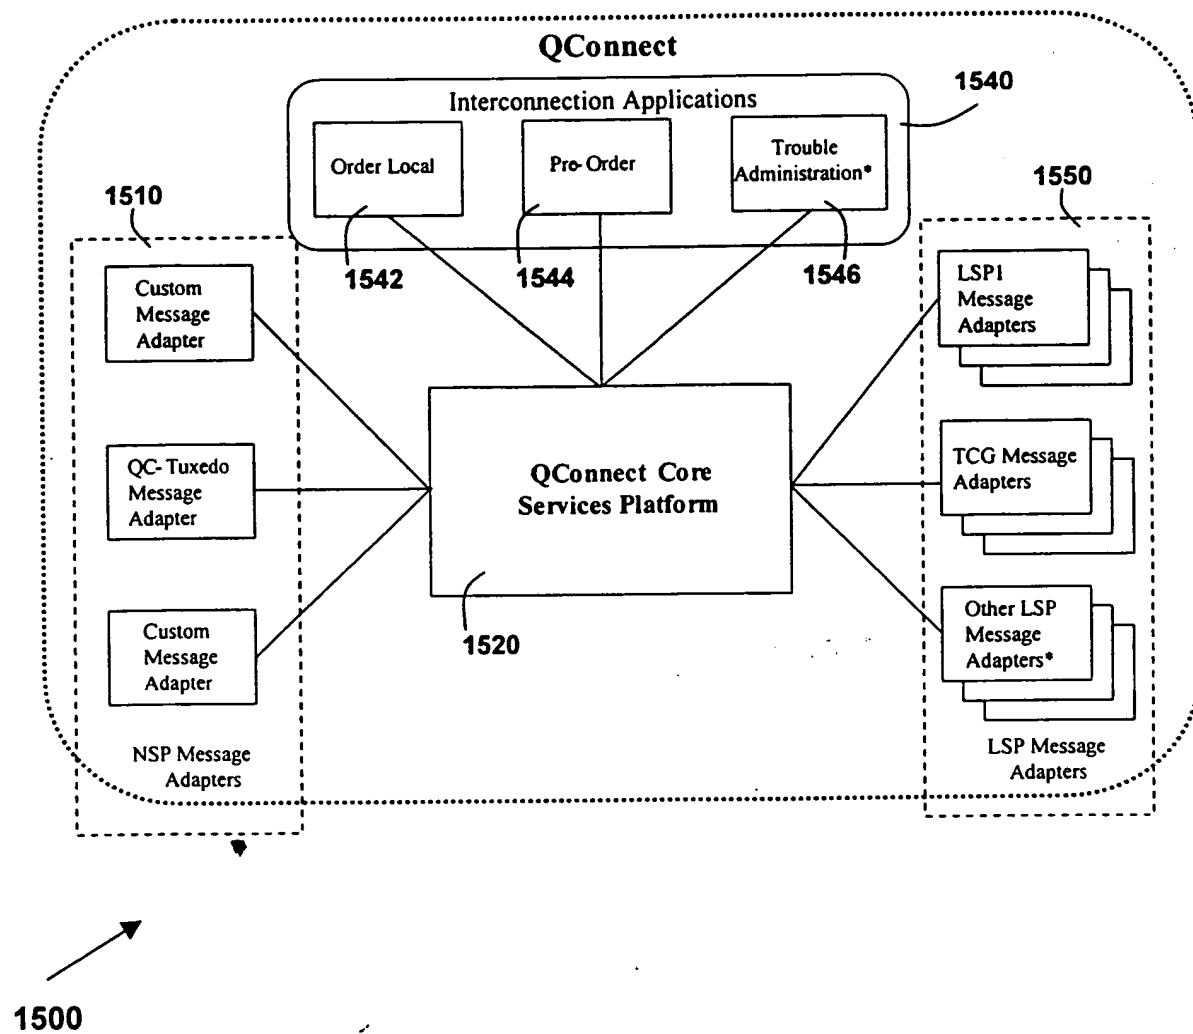 QConnect
Interconnection Applications
1540
Order Local
Pre-Order
Trouble
Administration*
1510
1550
1542
1544
1546
Custom
Message
Adapter
LSP1
Message
Adapters
QC-Tuxedo
Message
Adapter
QConnect Core
Services Platform
TCG Message
Adapters
Custom
Message
Adapter
1520
Other LSP
Message
Adapters*
NSP Message
Adapters
LSP Message
Adapters
1500